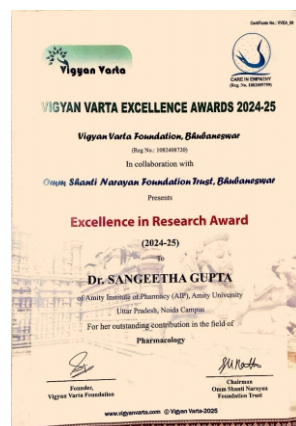 Certificate No.: VVEA_08
Vigyan Varta
CARE IN EMPATHY
(Reg. No. 1082400759)
VIGYAN VARTA EXCELLENCE AWARDS 2024-25
Vigyan Varta Foundation, Bhubaneswar
(Reg No.: 1082408720)
In collaboration with
Omm Shanti Narayan Foundation Trust, Bhubaneswar
Presents
Excellence in Research Award
(2024-25)
To
Dr. SANGEETHA GUPTA
of Amity Institute of Pharmacy (AIP), Amity University
Uttar Pradesh, Noida Campus
For her outstanding contribution in the field of
Pharmacology
Founder,
Vigyan Varta Foundation
Chairman
Omm Shanti Narayan
Foundation Trust
www.vigyanvarta.com © Vigyan Varta-2025